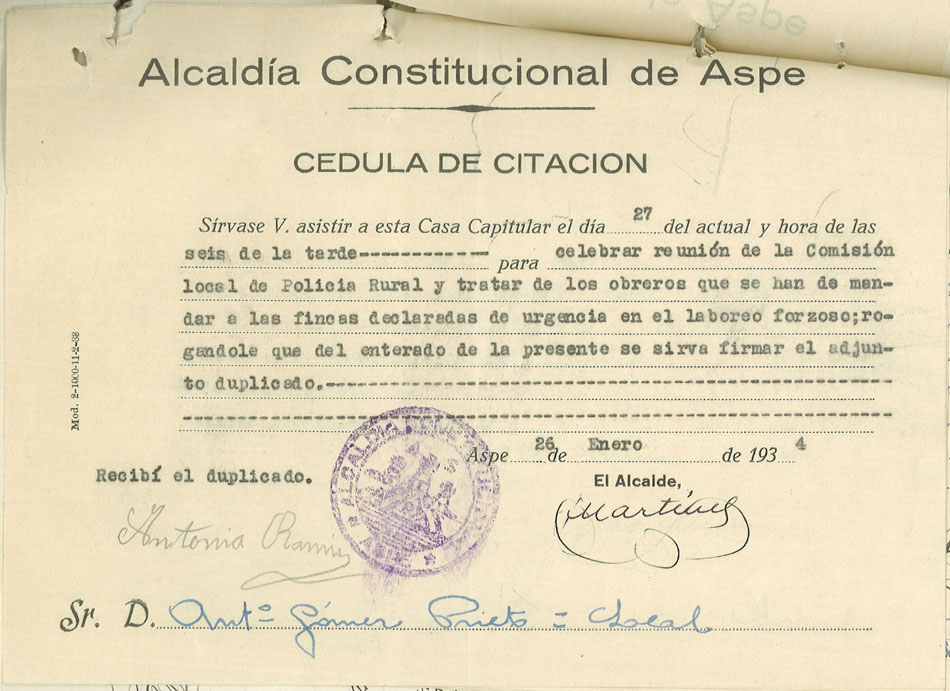 Alcaldía Constitucional de Aspe
CEDULA DE CITACION
Sírvase V. asistir a esta Casa Capitular el día 27 del actual y hora de las
seis de la tarde----------- para celebrar reunión de la Comisión
local de Policia Rural y tratar de los obreros que se han de man-
dar a las fincas declaradas de urgencia en el laboreo forzoso;ro-
gandole que del enterado de la presente se sirva firmar el adjun-
to duplicado.-
Mod. 2-1000-11-2-33
Aspe 26 de Enero de 1934
Recibí el duplicado.
El Alcalde,
Antonia Ramirez
Martínez
Sr. D. Antº Gómez Prieto = Local